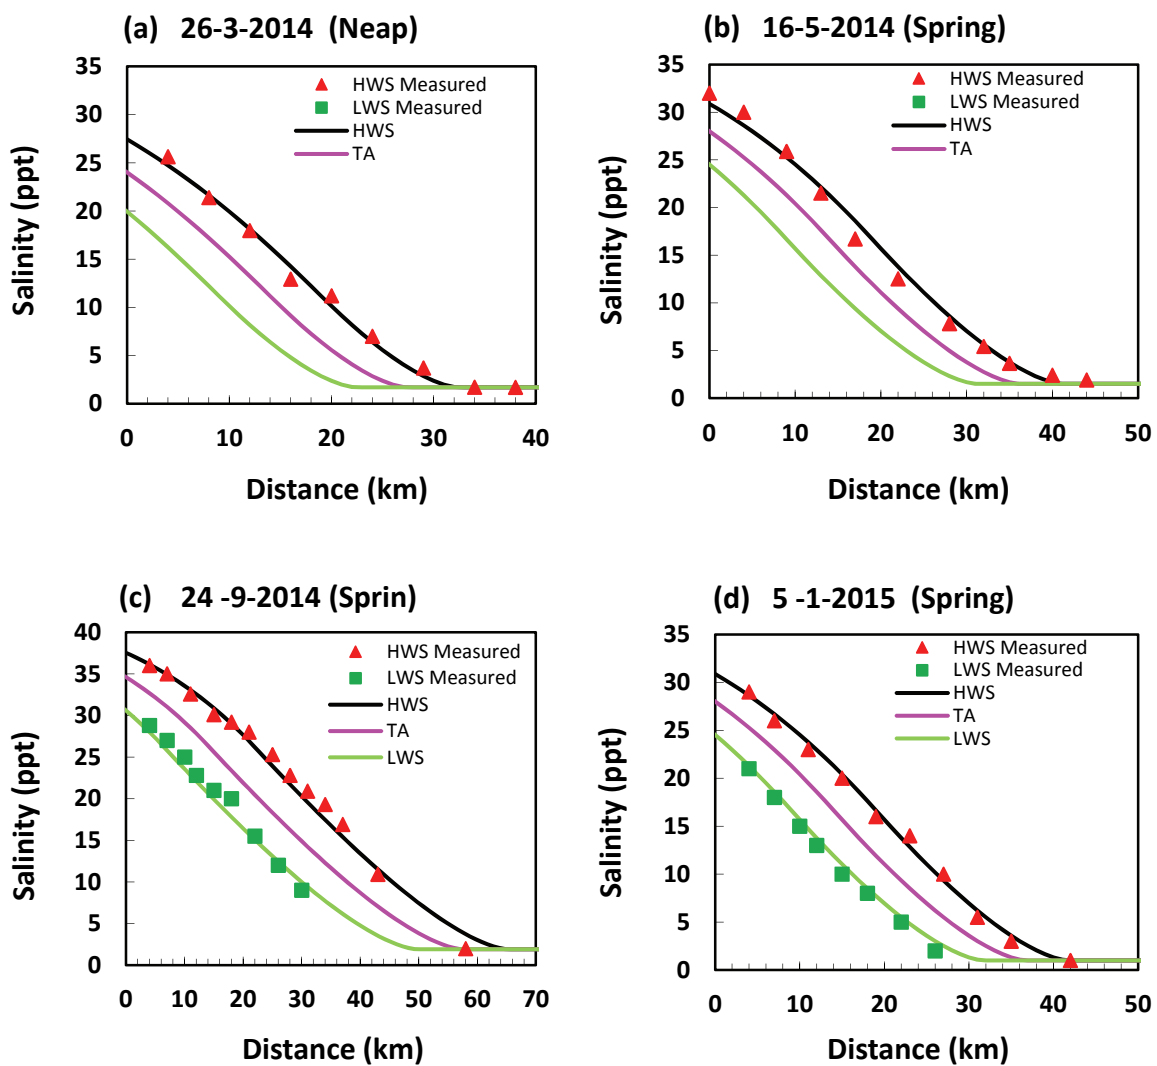 (a) 26-3-2014 (Neap)
35
30
25
20
15
10
5
0
Salinity (ppt)
HWS Measured
LWS Measured
HWS
TA
0 10 20 30 40
Distance (km)
(b) 16-5-2014 (Spring)
35
30
25
20
15
10
5
0
Salinity (ppt)
HWS Measured
LWS Measured
HWS
TA
0 10 20 30 40 50
Distance (km)
(c) 24 -9-2014 (Sprin)
40
35
30
25
20
15
10
5
0
Salinity (ppt)
HWS Measured
LWS Measured
HWS
TA
LWS
0 10 20 30 40 50 60 70
Distance (km)
(d) 5 -1-2015 (Spring)
35
30
25
20
15
10
5
0
Salinity (ppt)
HWS Measured
LWS Measured
HWS
TA
LWS
0 10 20 30 40 50
Distance (km)